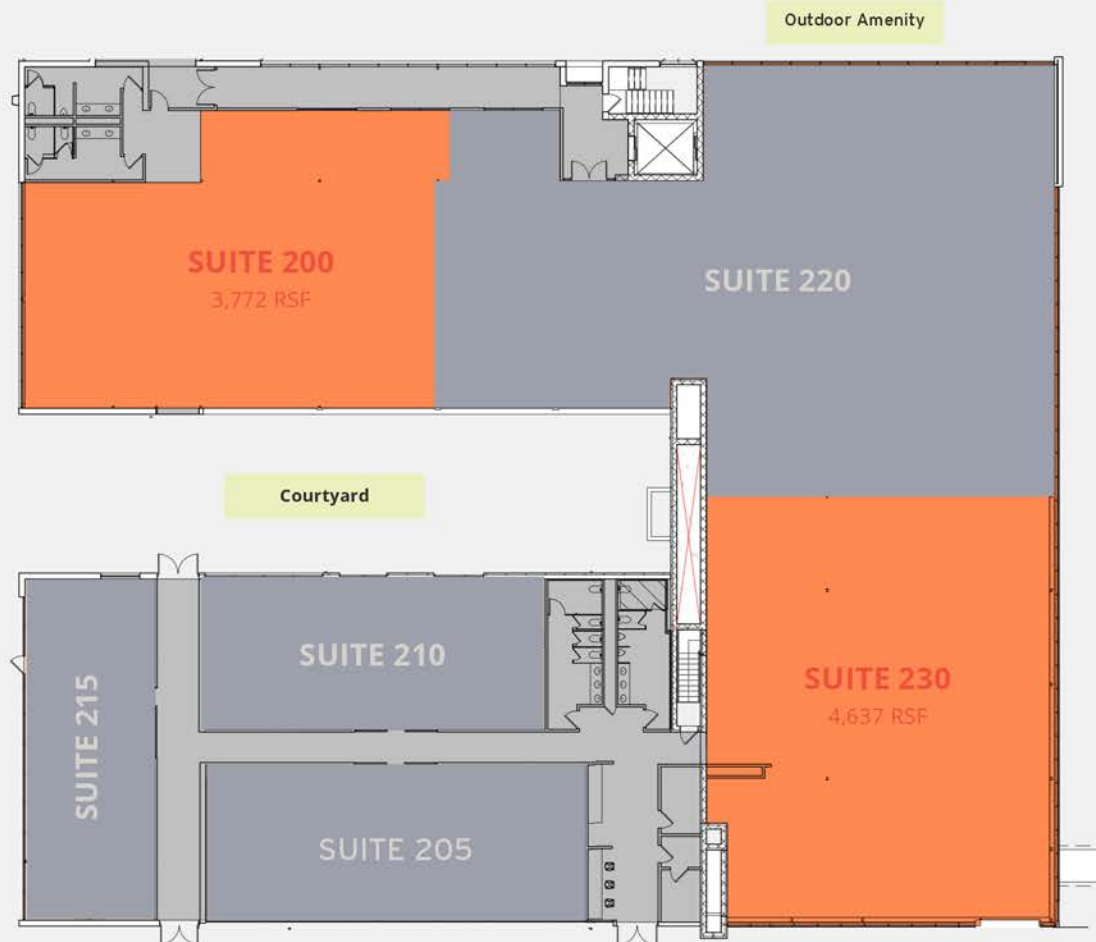 Outdoor Amenity
SUITE 200
3,772 RSF
SUITE 220
Courtyard
SUITE 210
SUITE 215
SUITE 230
4,637 RSF
SUITE 205